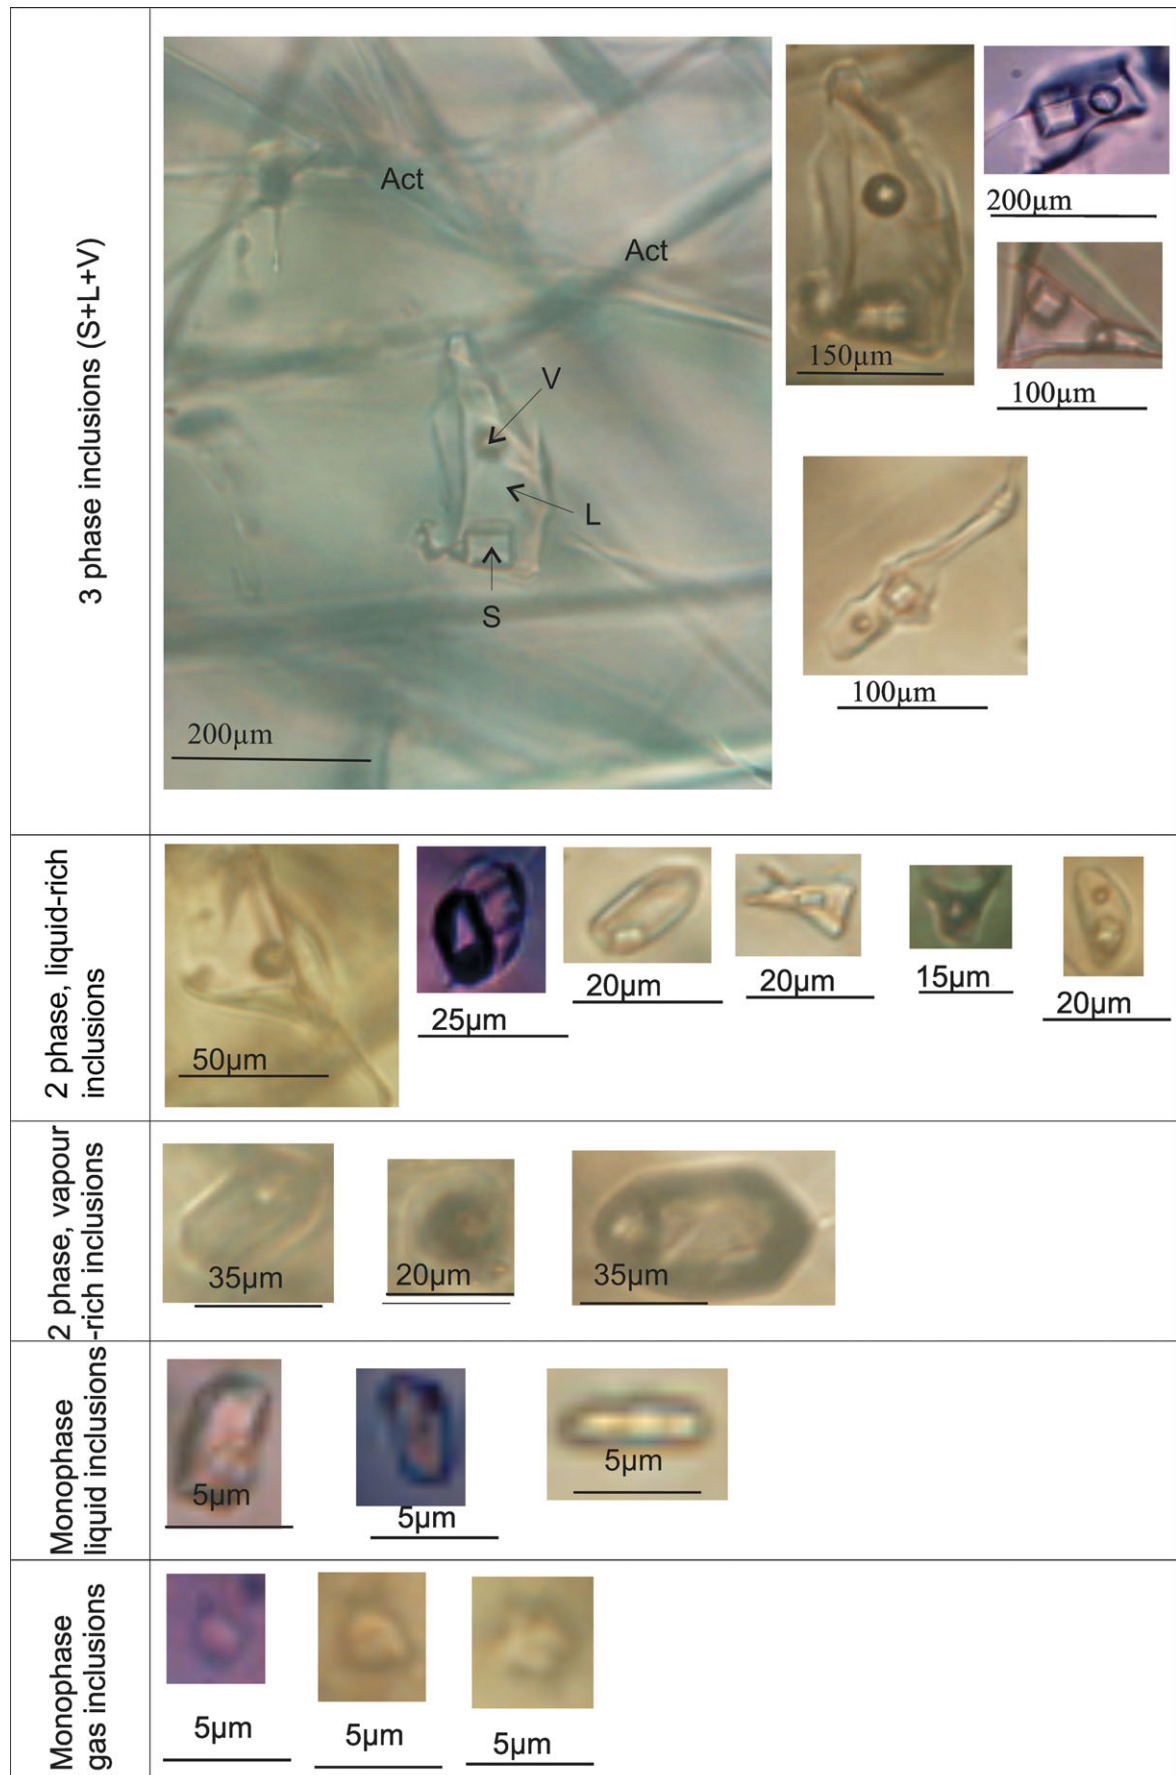 3 phase inclusions (S+L+V)
Act
Act
V
L
S
200µm
150µm
200µm
100µm
100µm
2 phase, liquid-rich
inclusions
50µm
25µm
20µm
20µm
15µm
20µm
2 phase, vapour
-rich inclusions
35µm
20µm
35µm
Monophase
liquid inclusions
5µm
5µm
5µm
Monophase
gas inclusions
5µm
5µm
5µm